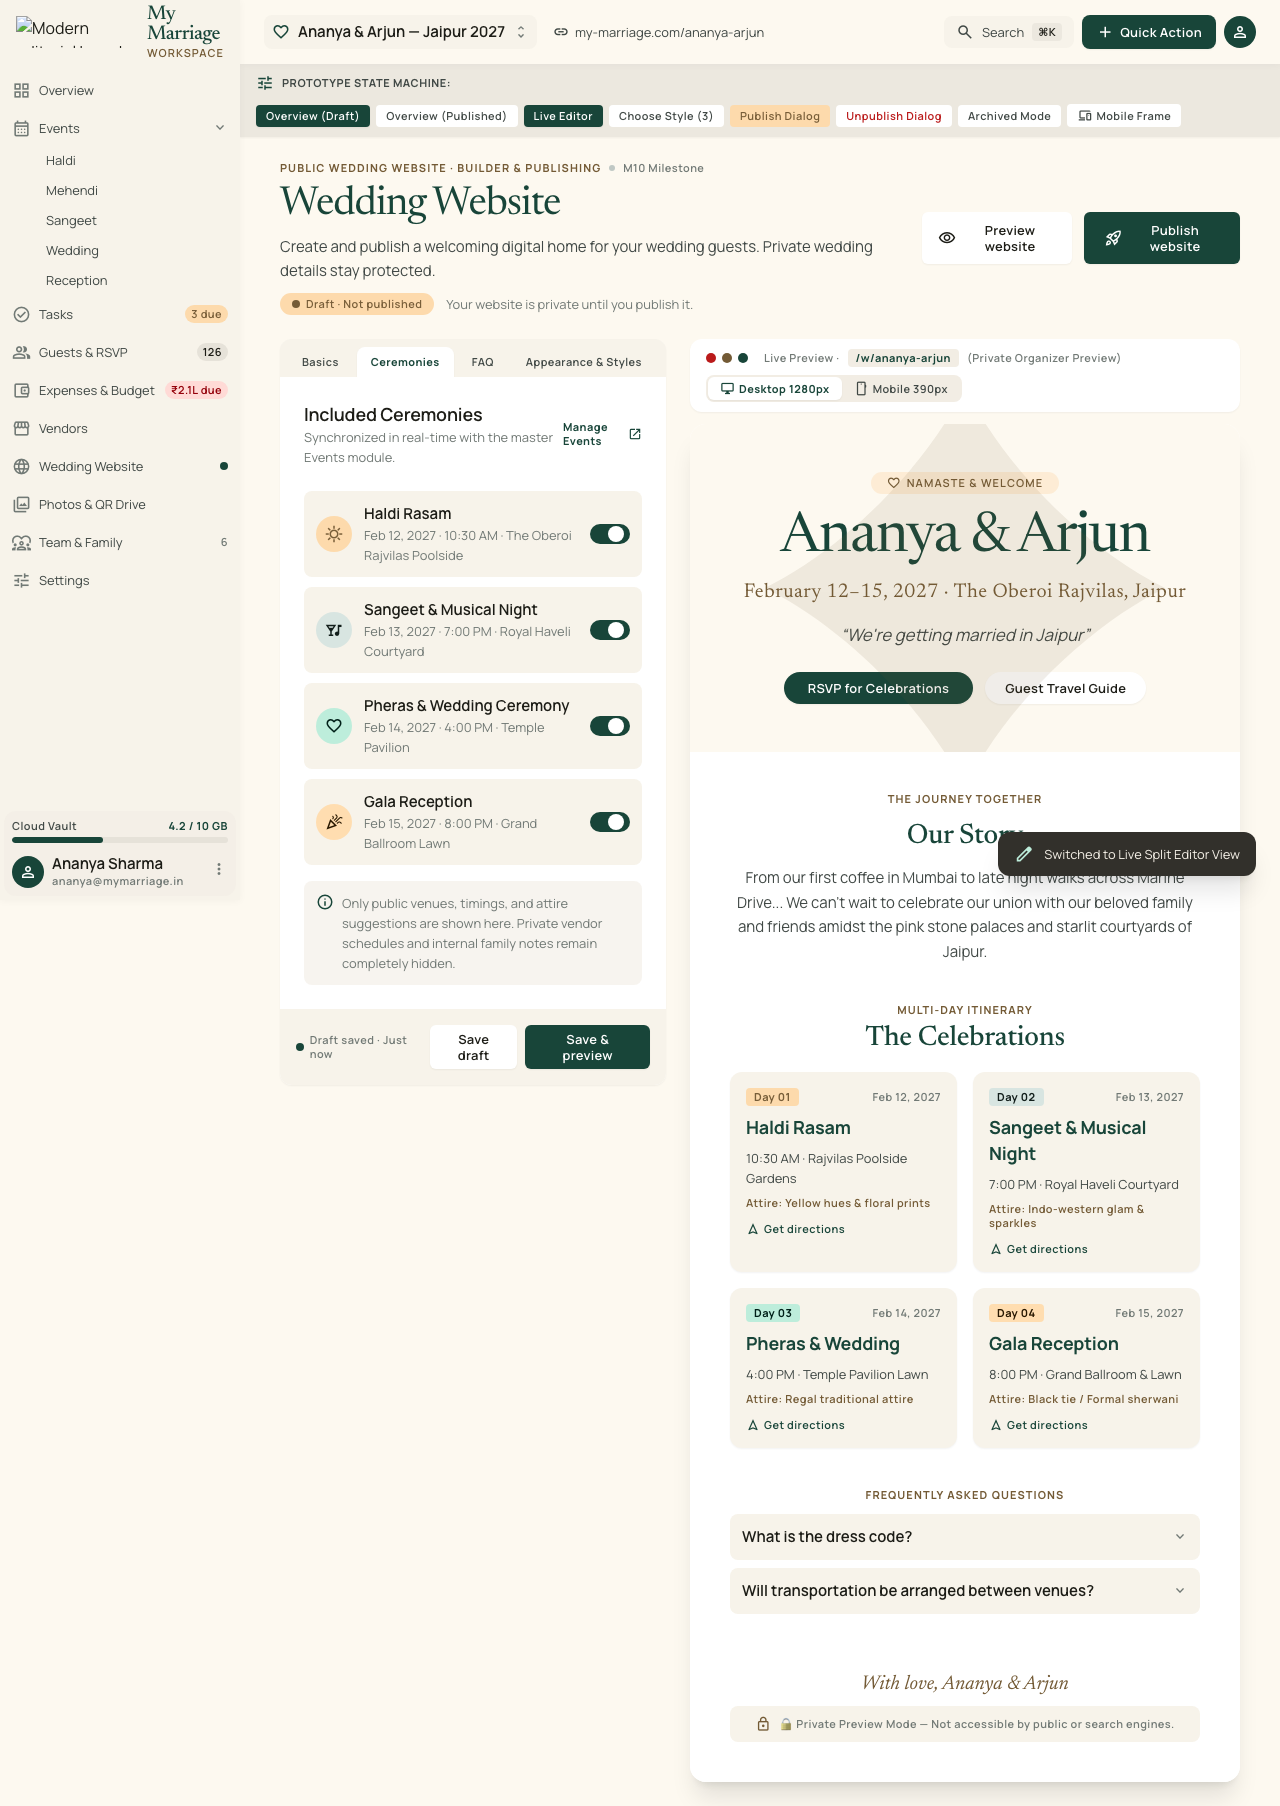 Modern
My
Marriage
WORKSPACE
Ananya & Arjun — Jaipur 2027
my-marriage.com/ananya-arjun
Search ⌘K
Quick Action
Overview
Events
Haldi
Mehendi
Sangeet
Wedding
Reception
Tasks 3 due
Guests & RSVP 126
Expenses & Budget ₹2.1L due
Vendors
Wedding Website
Photos & QR Drive
Team & Family 6
Settings
Cloud Vault 4.2 / 10 GB
Ananya Sharma
ananya@mymarriage.in
PROTOTYPE STATE MACHINE:
Overview (Draft) Overview (Published) Live Editor Choose Style (3) Publish Dialog Unpublish Dialog Archived Mode Mobile Frame
PUBLIC WEDDING WEBSITE · BUILDER & PUBLISHING M10 Milestone
Wedding Website
Create and publish a welcoming digital home for your wedding guests. Private wedding
details stay protected.
Draft · Not published Your website is private until you publish it.
Preview
website
Publish
website
Basics Ceremonies FAQ Appearance & Styles
Included Ceremonies
Synchronized in real-time with the master
Events module.
Manage
Events
Haldi Rasam
Feb 12, 2027 · 10:30 AM · The Oberoi
Rajvilas Poolside
Sangeet & Musical Night
Feb 13, 2027 · 7:00 PM · Royal Haveli
Courtyard
Pheras & Wedding Ceremony
Feb 14, 2027 · 4:00 PM · Temple
Pavilion
Gala Reception
Feb 15, 2027 · 8:00 PM · Grand
Ballroom Lawn
Only public venues, timings, and attire
suggestions are shown here. Private vendor
schedules and internal family notes remain
completely hidden.
Draft saved · Just
now
Save
draft
Save &
preview
Live Preview · /w/ananya-arjun (Private Organizer Preview)
Desktop 1280px Mobile 390px
NAMASTE & WELCOME
Ananya & Arjun
February 12–15, 2027 · The Oberoi Rajvilas, Jaipur
“We're getting married in Jaipur”
RSVP for Celebrations Guest Travel Guide
THE JOURNEY TOGETHER
Our Story
Switched to Live Split Editor View
From our first coffee in Mumbai to late night walks across Marine
Drive... We can't wait to celebrate our union with our beloved family
and friends amidst the pink stone palaces and starlit courtyards of
Jaipur.
MULTI-DAY ITINERARY
The Celebrations
Day 01 Feb 12, 2027
Haldi Rasam
10:30 AM · Rajvilas Poolside
Gardens
Attire: Yellow hues & floral prints
Get directions
Day 02 Feb 13, 2027
Sangeet & Musical
Night
7:00 PM · Royal Haveli Courtyard
Attire: Indo-western glam &
sparkles
Get directions
Day 03 Feb 14, 2027
Pheras & Wedding
4:00 PM · Temple Pavilion Lawn
Attire: Regal traditional attire
Get directions
Day 04 Feb 15, 2027
Gala Reception
8:00 PM · Grand Ballroom & Lawn
Attire: Black tie / Formal sherwani
Get directions
FREQUENTLY ASKED QUESTIONS
What is the dress code?
Will transportation be arranged between venues?
With love, Ananya & Arjun
🔒 Private Preview Mode — Not accessible by public or search engines.